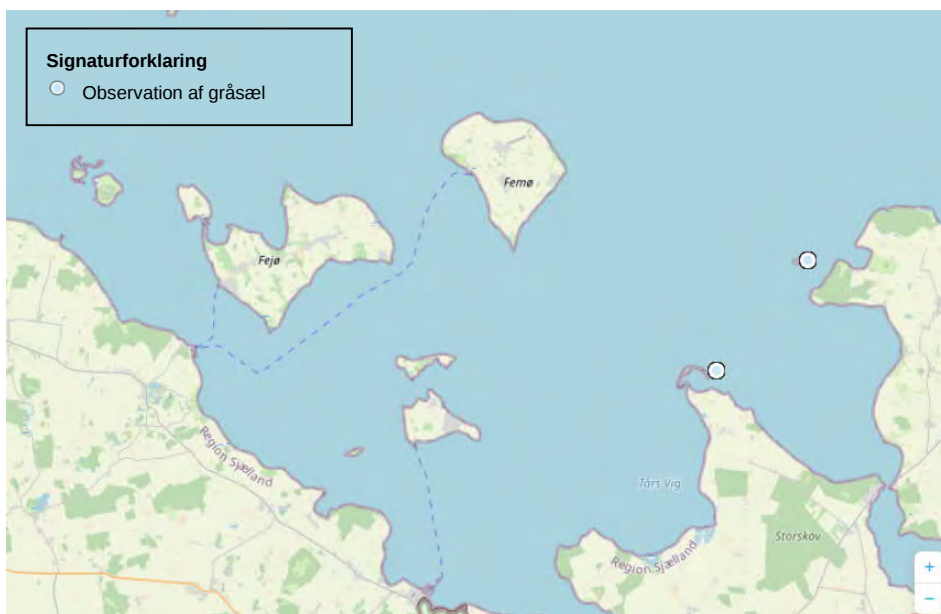 Signaturforklaring
Observation af gråsæl
Femø
Fejø
Region Sjælland
Tårs Vig
Storskov
Region Sjælland
+
−